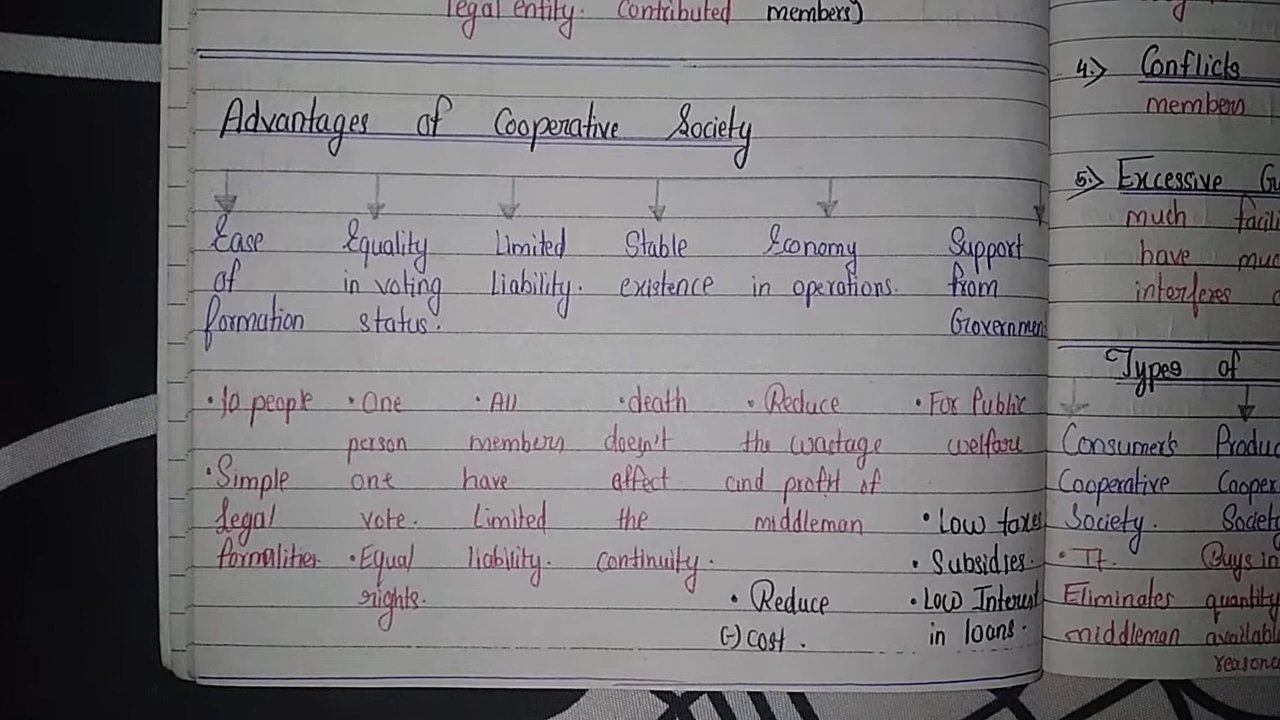 legal entity. Contributed members)
Advantages of Cooperative Society
Ease
of
formation
Equality
in voting
status.
Limited
liability.
Stable
existence
Economy
in operations.
Support
from
Governmen
• 10 people
• Simple
legal
formalities.
• One
person
one
vote.
• Equal
rights.
• All
members
have
Limited
liability.
• death
doesn't
affect
the
continuity.
• Reduce
the wastage
and profit of
middleman
• Reduce
(-) cost.
• For Public
welfare
• Low taxes
• Subsidies.
• Low Interest
in loans.
4.> Conflicts
members
5.> Excessive G
much facili
have muc
interferes
Types of
Consumer's
Cooperative
Society.
• It
Eliminates
middleman
Produc
Cooper
Societ
Buys in
quantity
availabl
reasona